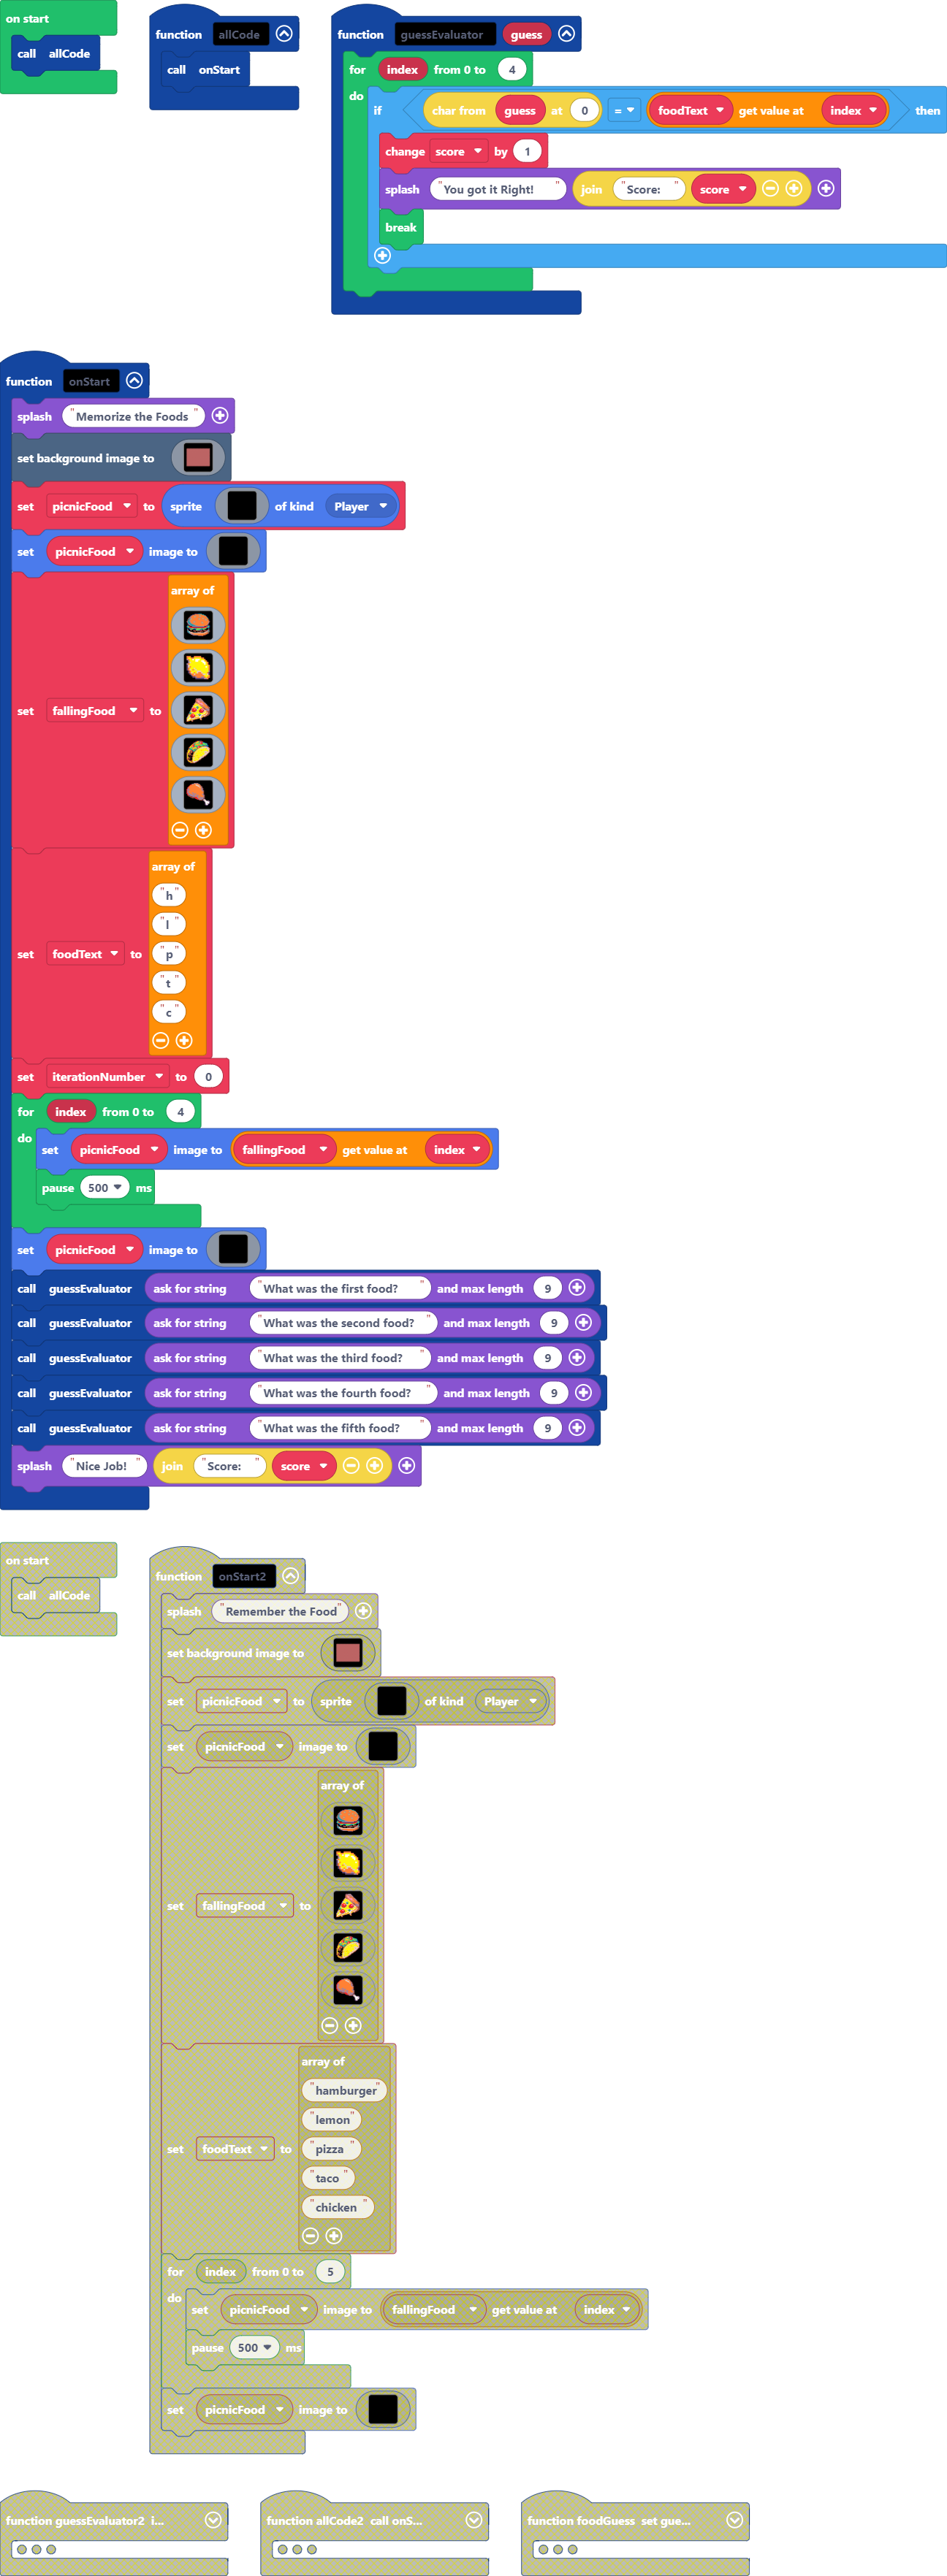 on start
call allCode
function allCode
call onStart
function guessEvaluator guess
for index from 0 to 4
do
if char from guess at 0 = foodText get value at index then
change score by 1
splash "You got it Right! " join "Score: " score
break
function onStart
splash "Memorize the Foods "
set background image to
set picnicFood to sprite of kind Player
set picnicFood image to
set fallingFood to array of
set foodText to array of
"h"
"l"
"p"
"t"
"c"
set iterationNumber to 0
for index from 0 to 4
do
set picnicFood image to fallingFood get value at index
pause 500 ms
set picnicFood image to
call guessEvaluator ask for string "What was the first food? " and max length 9
call guessEvaluator ask for string "What was the second food? " and max length 9
call guessEvaluator ask for string "What was the third food? " and max length 9
call guessEvaluator ask for string "What was the fourth food? " and max length 9
call guessEvaluator ask for string "What was the fifth food? " and max length 9
splash "Nice Job! " join "Score: " score
on start
call allCode
function onStart2
splash "Remember the Food "
set background image to
set picnicFood to sprite of kind Player
set picnicFood image to
set fallingFood to array of
set foodText to array of
"hamburger"
"lemon "
"pizza "
"taco "
"chicken "
for index from 0 to 5
do
set picnicFood image to fallingFood get value at index
pause 500 ms
set picnicFood image to
function guessEvaluator2 i...
function allCode2 call onS...
function foodGuess set gue...